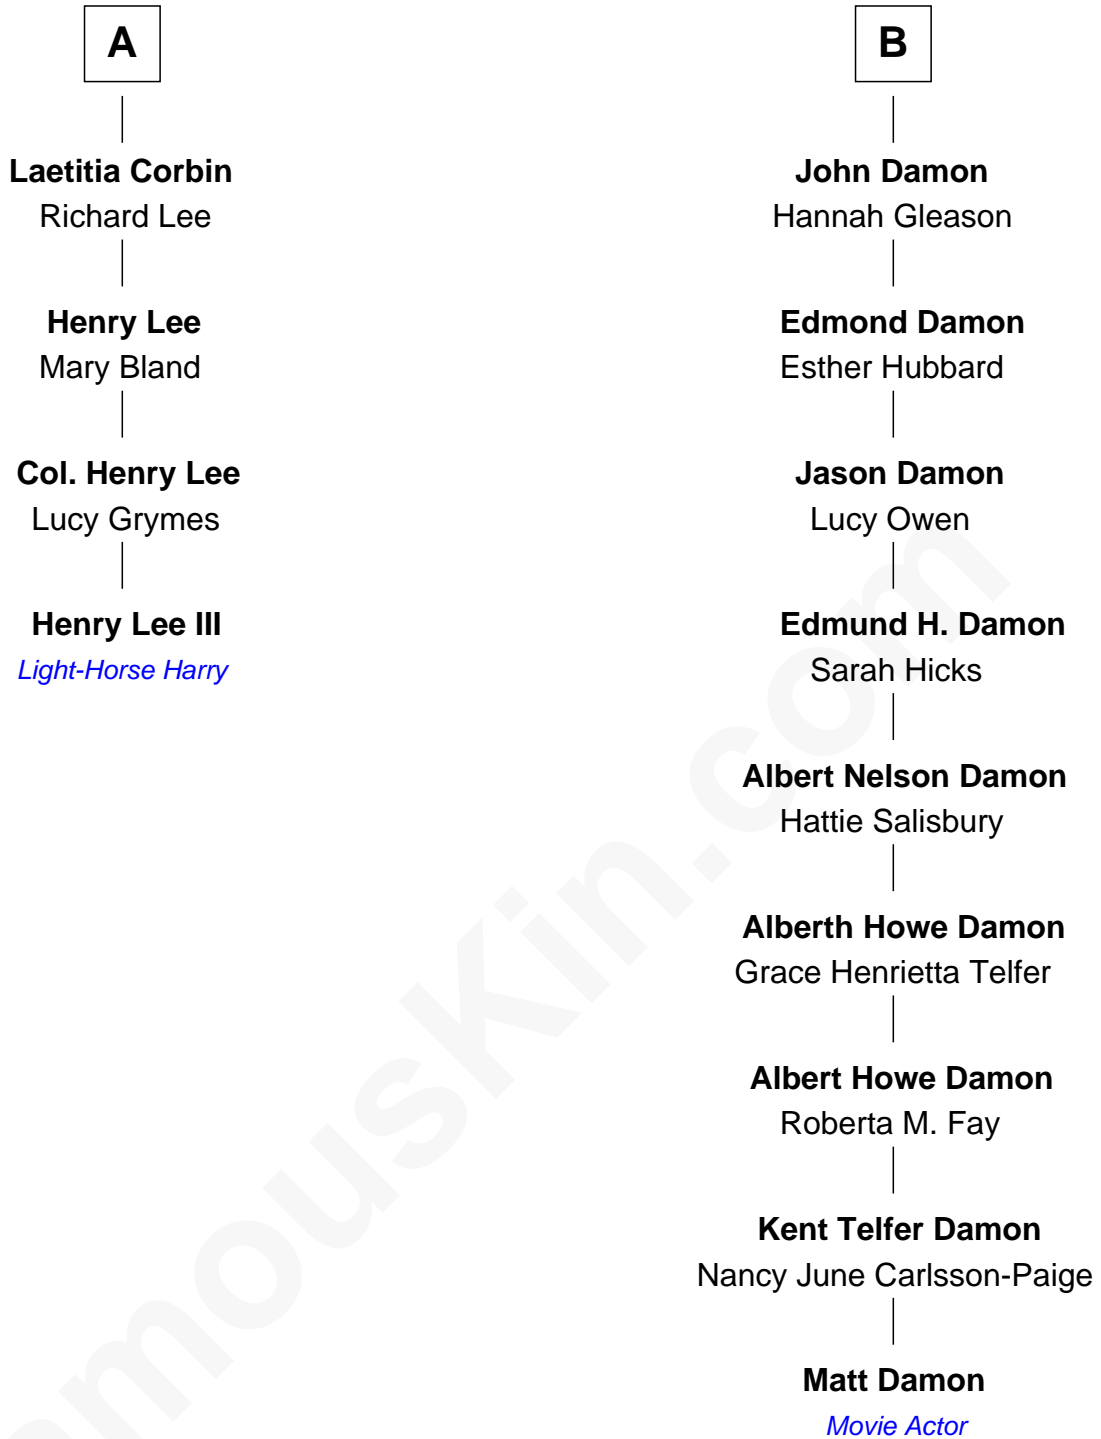 A
Laetitia Corbin
Richard Lee
Henry Lee
Mary Bland
Col. Henry Lee
Lucy Grymes
Henry Lee III
Light-Horse Harry
B
John Damon
Hannah Gleason
Edmond Damon
Esther Hubbard
Jason Damon
Lucy Owen
Edmund H. Damon
Sarah Hicks
Albert Nelson Damon
Hattie Salisbury
Alberth Howe Damon
Grace Henrietta Telfer
Albert Howe Damon
Roberta M. Fay
Kent Telfer Damon
Nancy June Carlsson-Paige
Matt Damon
Movie Actor
amouskin.com